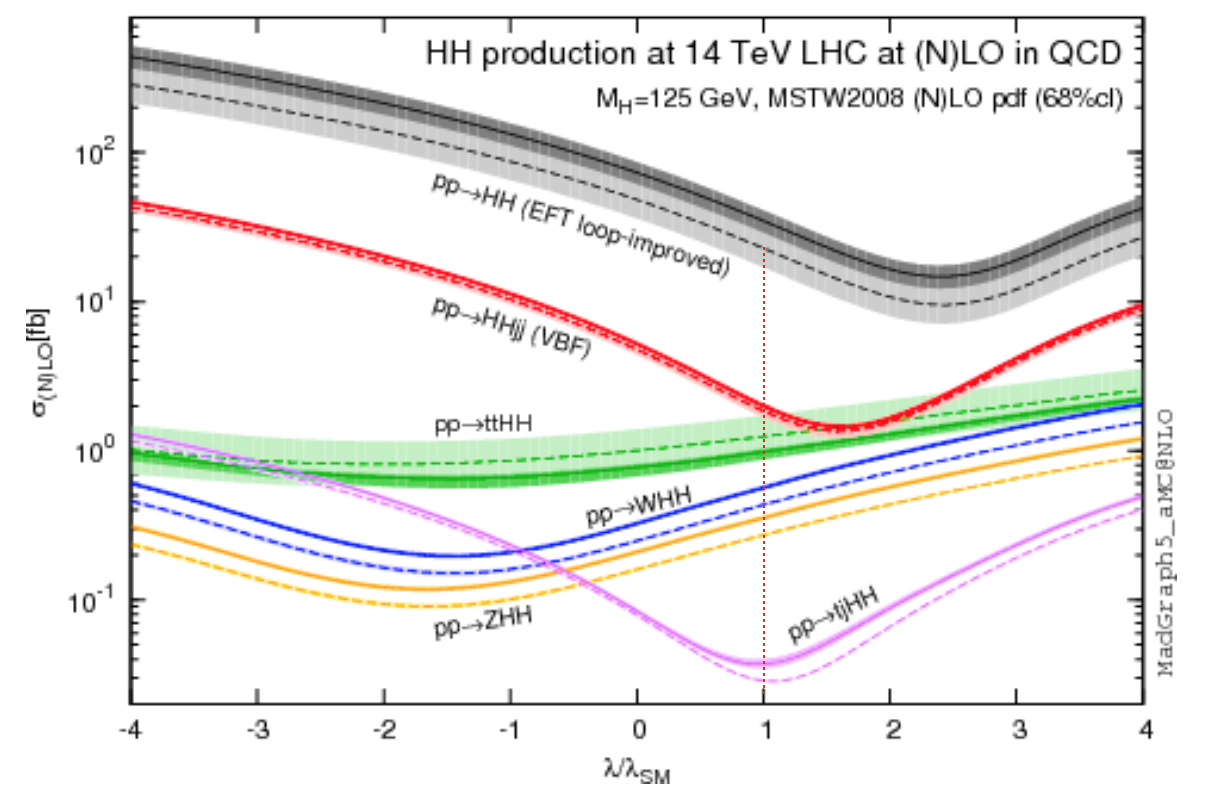 HH production at 14 TeV LHC at (N)LO in QCD
M_H=125 GeV, MSTW2008 (N)LO pdf (68%cl)
10^2
10^1
10^0
10^-1
σ_(N)LO[fb]
pp→HH (EFT loop-improved)
pp→HHjj (VBF)
pp→ttHH
pp→WHH
pp→tjHH
pp→ZHH
MadGraph5_aMC@NLO
-4 -3 -2 -1 0 1 2 3 4
λ/λ_SM